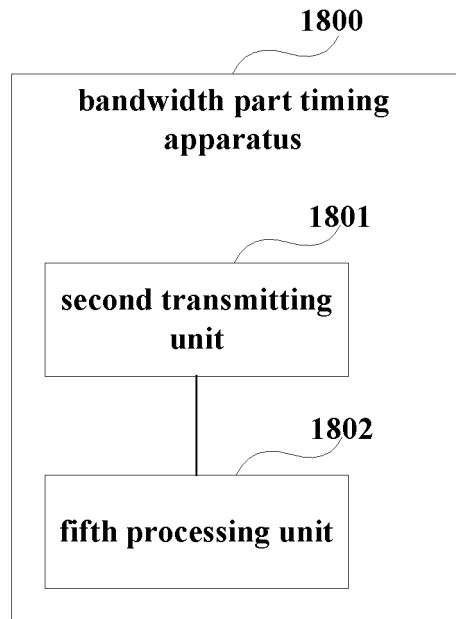 1800
bandwidth part timing
apparatus
1801
second transmitting
unit
1802
fifth processing unit